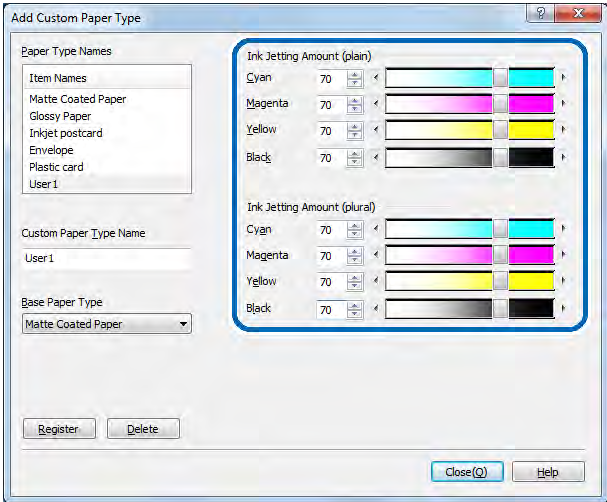 Add Custom Paper Type
Paper Type Names
Item Names
Matte Coated Paper
Glossy Paper
Inkjet postcard
Envelope
Plastic card
User1
Custom Paper Type Name
User1
Base Paper Type
Matte Coated Paper
Register Delete
Ink Jetting Amount (plain)
Cyan 70
Magenta 70
Yellow 70
Black 70
Ink Jetting Amount (plural)
Cyan 70
Magenta 70
Yellow 70
Black 70
Close(O) Help